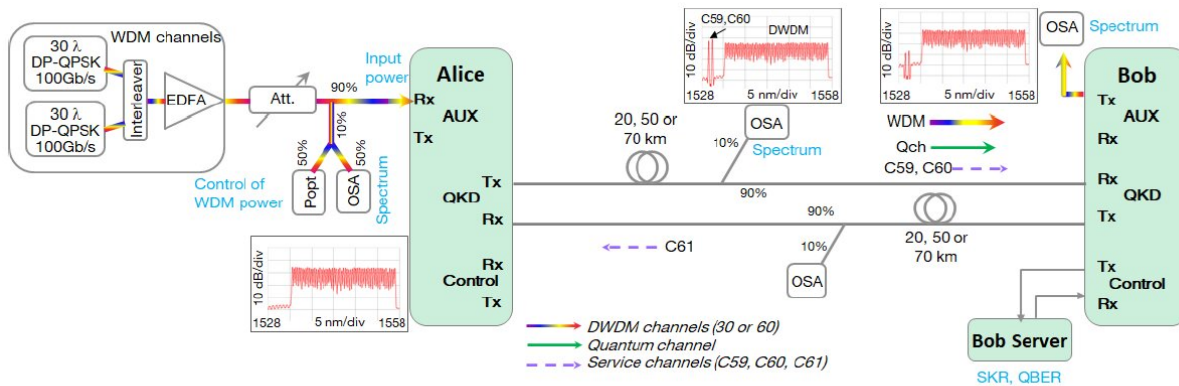 30 λ
DP-QPSK
100Gb/s
30 λ
DP-QPSK
100Gb/s
WDM channels
Interleaver
EDFA
Att.
90%
Input
power
10%
50%
50%
Popt
OSA
Control of
WDM power
Spectrum
10 dB/div
1528
5 nm/div
1558
Alice
Rx
AUX
Tx
Tx
QKD
Rx
Rx
Control
Tx
C59,C60
DWDM
10 dB/div
1528
5 nm/div
1558
20, 50 or
70 km
OSA
10%
Spectrum
90%
90%
C61
10%
OSA
10 dB/div
1528
5 nm/div
1558
WDM
Qch
C59, C60
20, 50 or
70 km
OSA
Spectrum
Bob
Tx
AUX
Rx
Rx
QKD
Tx
Tx
Control
Rx
Bob Server
SKR, QBER
DWDM channels (30 or 60)
Quantum channel
Service channels (C59, C60, C61)